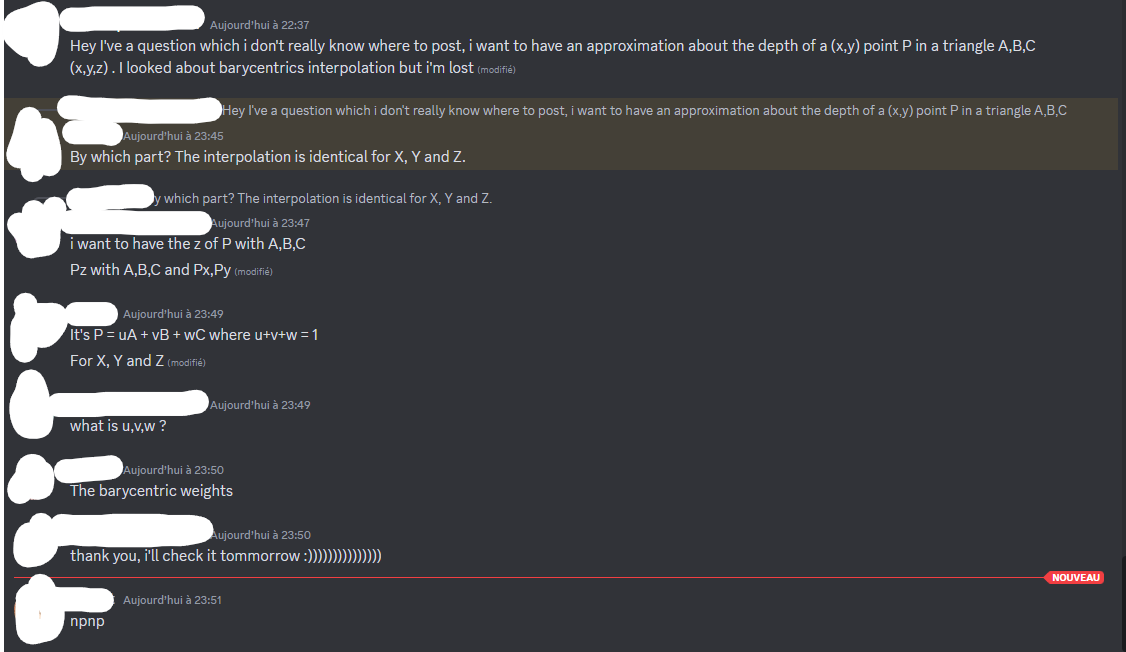 Aujourd'hui à 22:37
Hey I've a question which i don't really know where to post, i want to have an approximation about the depth of a (x,y) point P in a triangle A,B,C
(x,y,z) . I looked about barycentrics interpolation but i'm lost (modifié)
Hey I've a question which i don't really know where to post, i want to have an approximation about the depth of a (x,y) point P in a triangle A,B,C
Aujourd'hui à 23:45
By which part? The interpolation is identical for X, Y and Z.
y which part? The interpolation is identical for X, Y and Z.
Aujourd'hui à 23:47
i want to have the z of P with A,B,C
Pz with A,B,C and Px,Py (modifié)
Aujourd'hui à 23:49
It's P = uA + vB + wC where u+v+w = 1
For X, Y and Z (modifié)
Aujourd'hui à 23:49
what is u,v,w ?
Aujourd'hui à 23:50
The barycentric weights
Aujourd'hui à 23:50
thank you, i'll check it tommorrow :)))))))))))))))
NOUVEAU
Aujourd'hui à 23:51
npnp